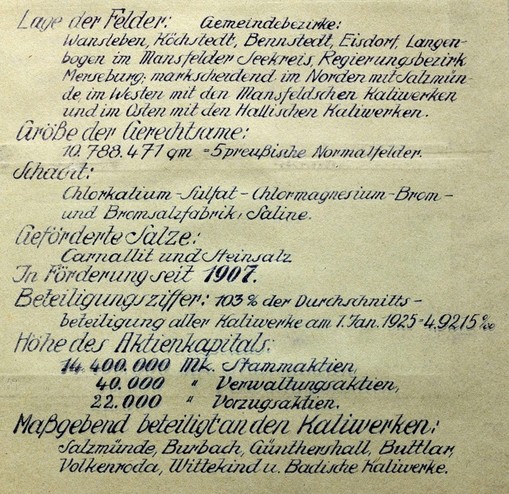 Lage der Felder: Gemeindebezirke:
Wansleben, Köchstedt, Bennstedt, Eisdorf, Langen-
bogen im Mansfelder Seekreis, Regierungsbezirk
Merseburg; markscheidend im Norden mit Salzmün-
de, im Westen mit den Mansfeldschen Kaliwerken
und im Osten mit den Hallischen Kaliwerken.
Größe der Gerechtsame:
10.788.471 qm = 5 preußische Normalfelder.
Schacht:
Chlorkalium-Sulfat-Chlormagnesium-Brom-
und Bromsalzfabrik, Saline.
Geförderte Salze:
Carnallit und Steinsalz
In Förderung seit 1907.
Beteiligungsziffer: 103% der Durchschnitts-
beteiligung aller Kaliwerke am 1. Jan. 1925 - 4,9215 ‰
Höhe des Aktienkapitals:
14.400.000 Mk. Stammaktien,
40.000 " Verwaltungsaktien,
22.000 " Vorzugsaktien.
Maßgebend beteiligt an den Kaliwerken:
Salzmünde, Burbach, Günthershall, Buttlar,
Volkenroda, Wittekind u. Badische Kaliwerke.